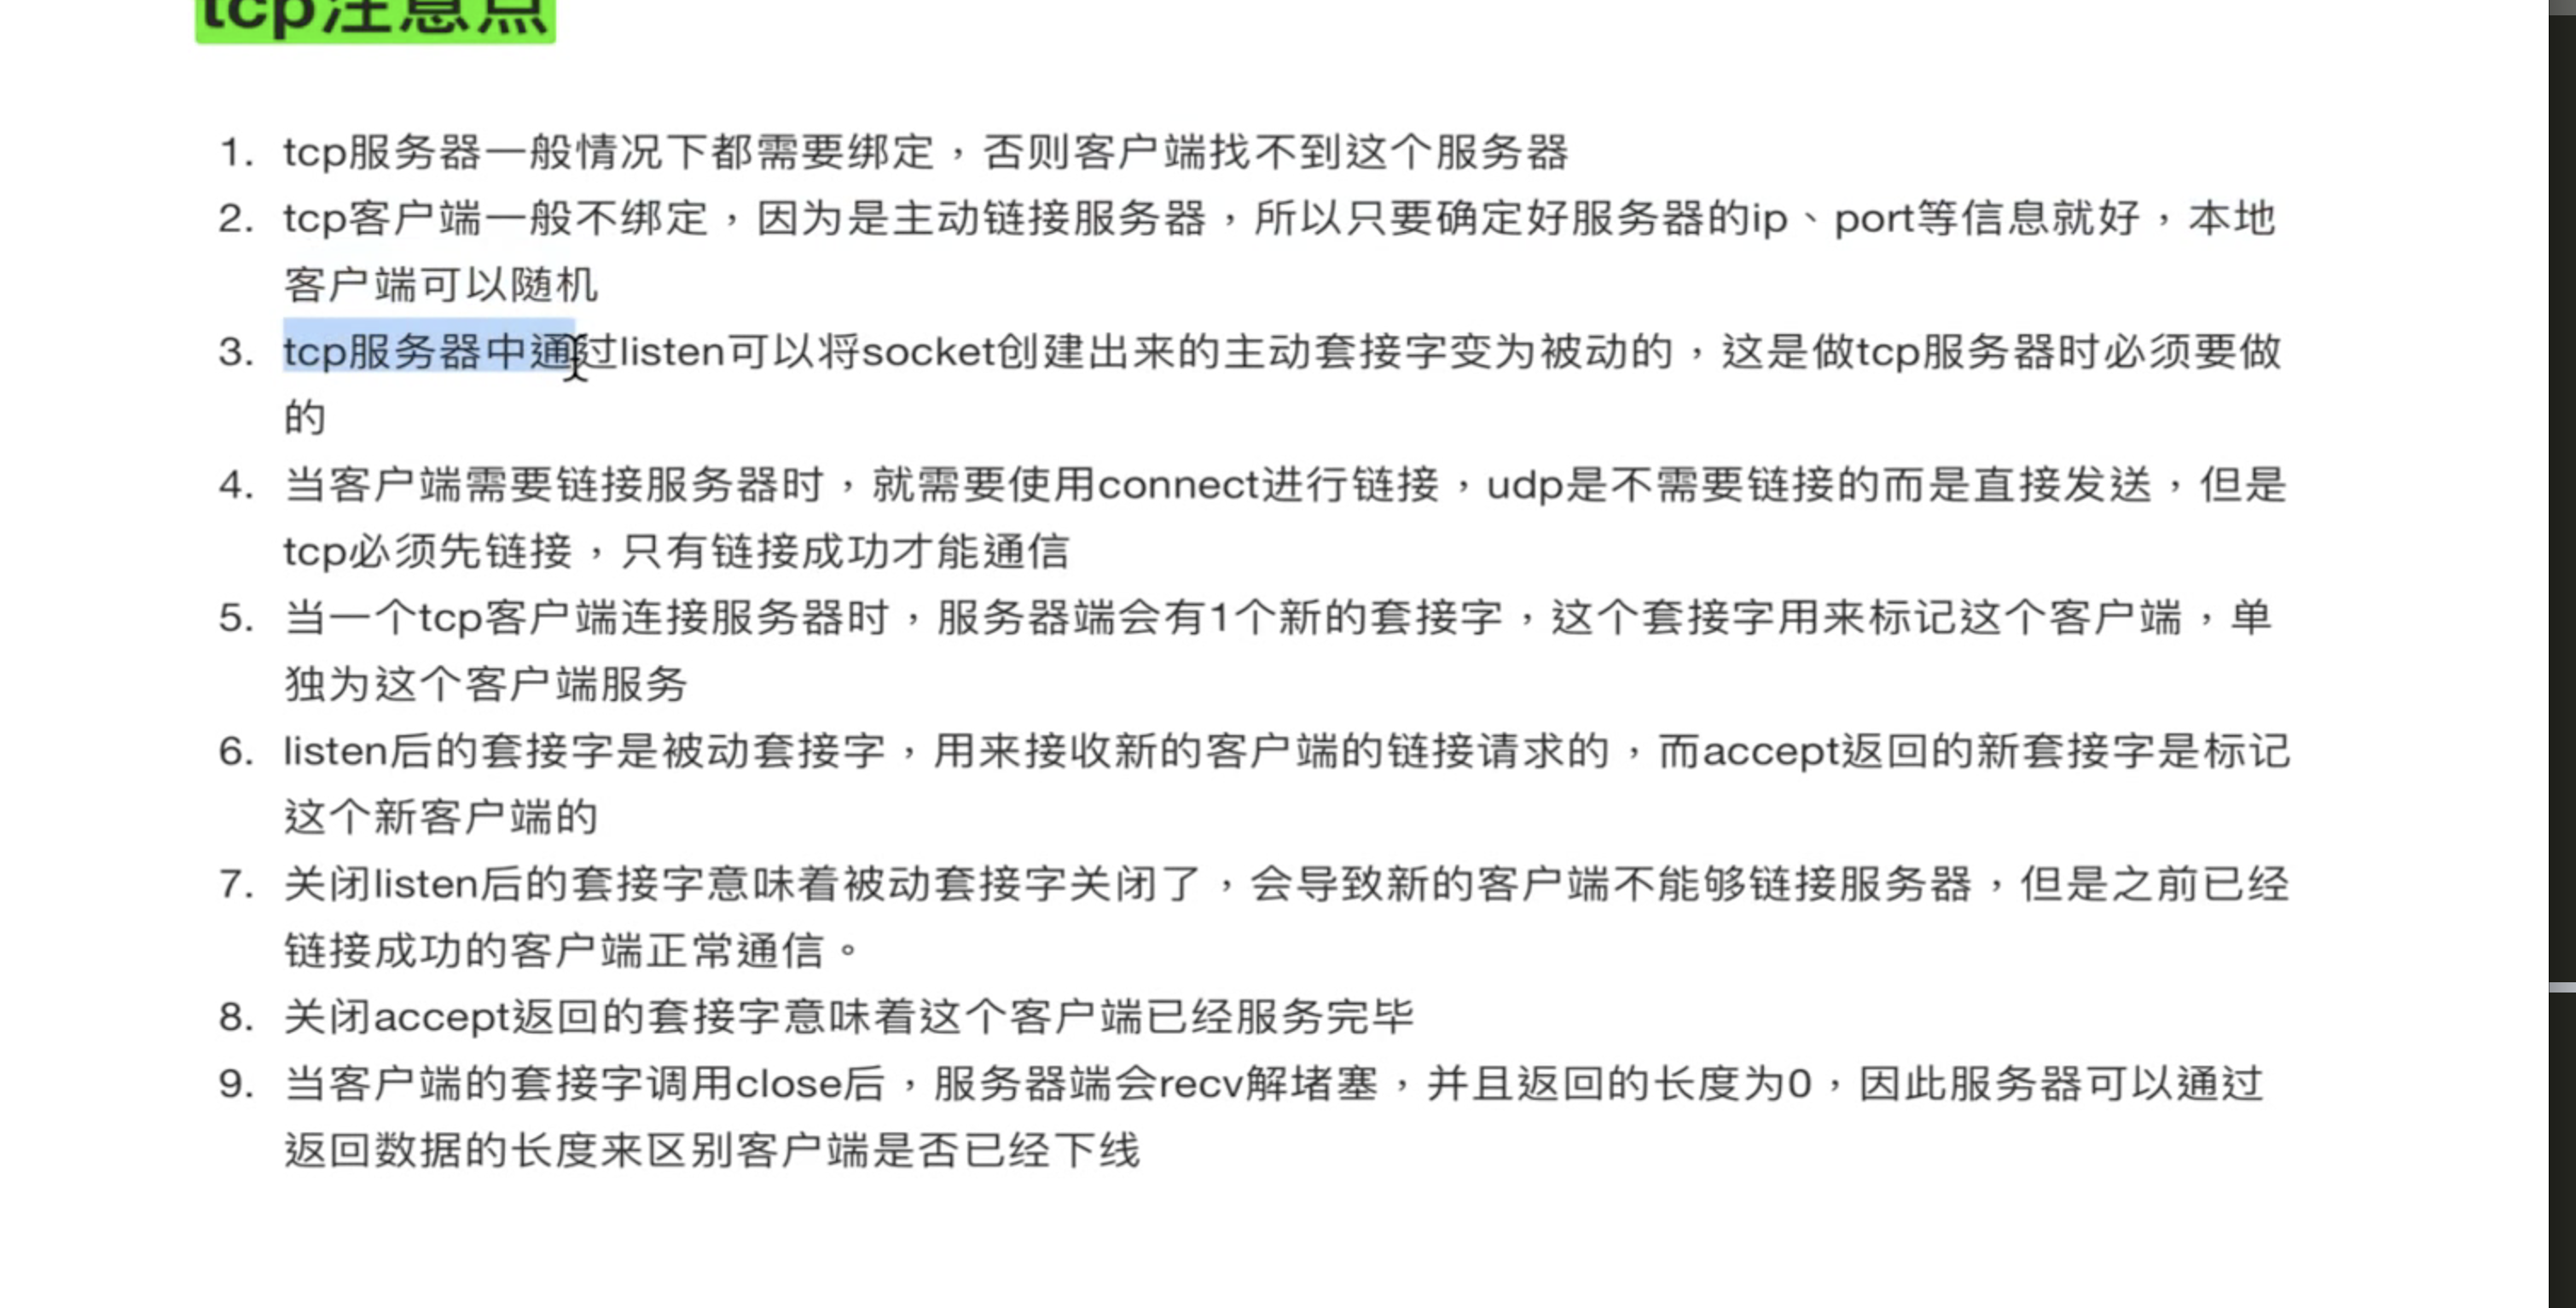 tcp注意点
1. tcp服务器一般情况下都需要绑定，否则客户端找不到这个服务器
2. tcp客户端一般不绑定，因为是主动链接服务器，所以只要确定好服务器的ip、port等信息就好，本地
客户端可以随机
3. tcp服务器中通过listen可以将socket创建出来的主动套接字变为被动的，这是做tcp服务器时必须要做
的
4. 当客户端需要链接服务器时，就需要使用connect进行链接，udp是不需要链接的而是直接发送，但是
tcp必须先链接，只有链接成功才能通信
5. 当一个tcp客户端连接服务器时，服务器端会有1个新的套接字，这个套接字用来标记这个客户端，单
独为这个客户端服务
6. listen后的套接字是被动套接字，用来接收新的客户端的链接请求的，而accept返回的新套接字是标记
这个新客户端的
7. 关闭listen后的套接字意味着被动套接字关闭了，会导致新的客户端不能够链接服务器，但是之前已经
链接成功的客户端正常通信。
8. 关闭accept返回的套接字意味着这个客户端已经服务完毕
9. 当客户端的套接字调用close后，服务器端会recv解堵塞，并且返回的长度为0，因此服务器可以通过
返回数据的长度来区别客户端是否已经下线